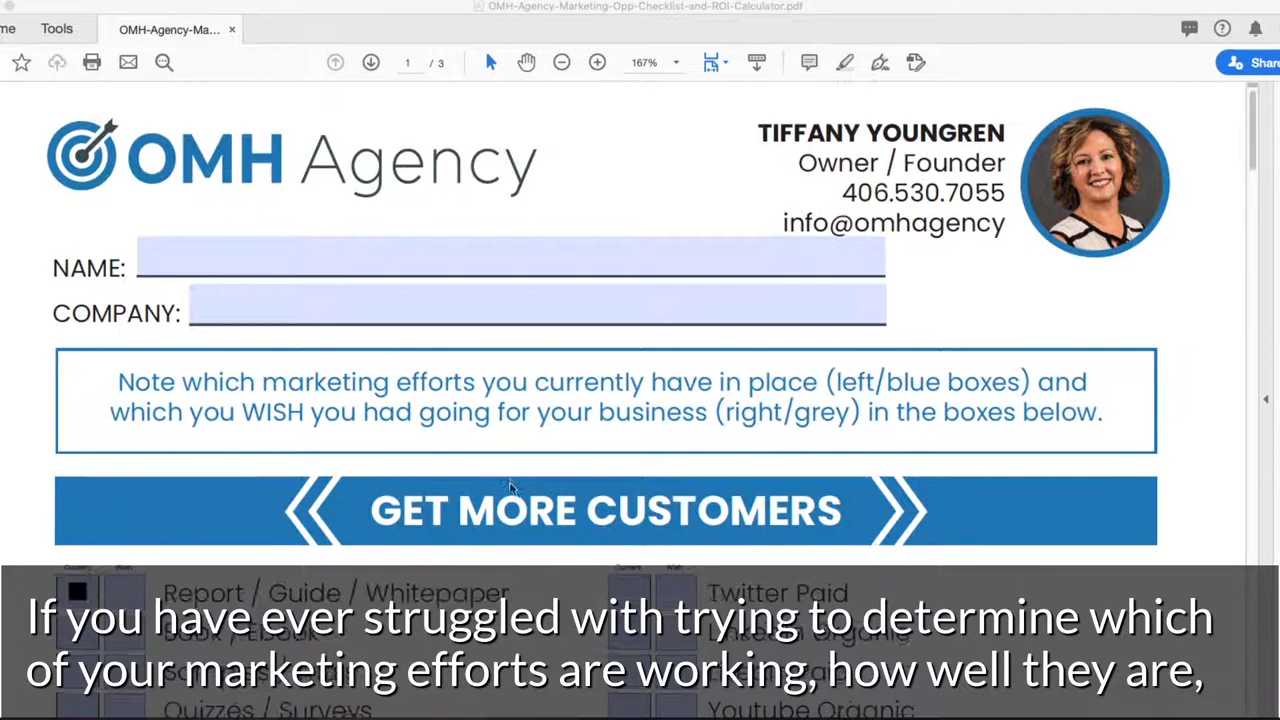 OMH-Agency-Marketing-Opp-Checklist-and-ROI-Calculator.pdf
me Tools OMH-Agency-Ma... ×
1 / 3 167% Share
OMH Agency
TIFFANY YOUNGREN
Owner / Founder
406.530.7055
info@omhagency
NAME:
COMPANY:
Note which marketing efforts you currently have in place (left/blue boxes) and
which you WISH you had going for your business (right/grey) in the boxes below.
GET MORE CUSTOMERS
Report / Guide / Whitepaper
Twitter Paid
If you have ever struggled with trying to determine which
of your marketing efforts are working, how well they are,
Quizzes / Surveys
Youtube Organic